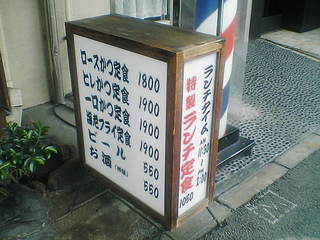 ロースかつ定食 1800
ヒレかつ定食 1900
一口かつ定食 1900
海老フライ定食 1900
ビール 550
お酒 550
ランチタイム
特製ランチ定食
1050